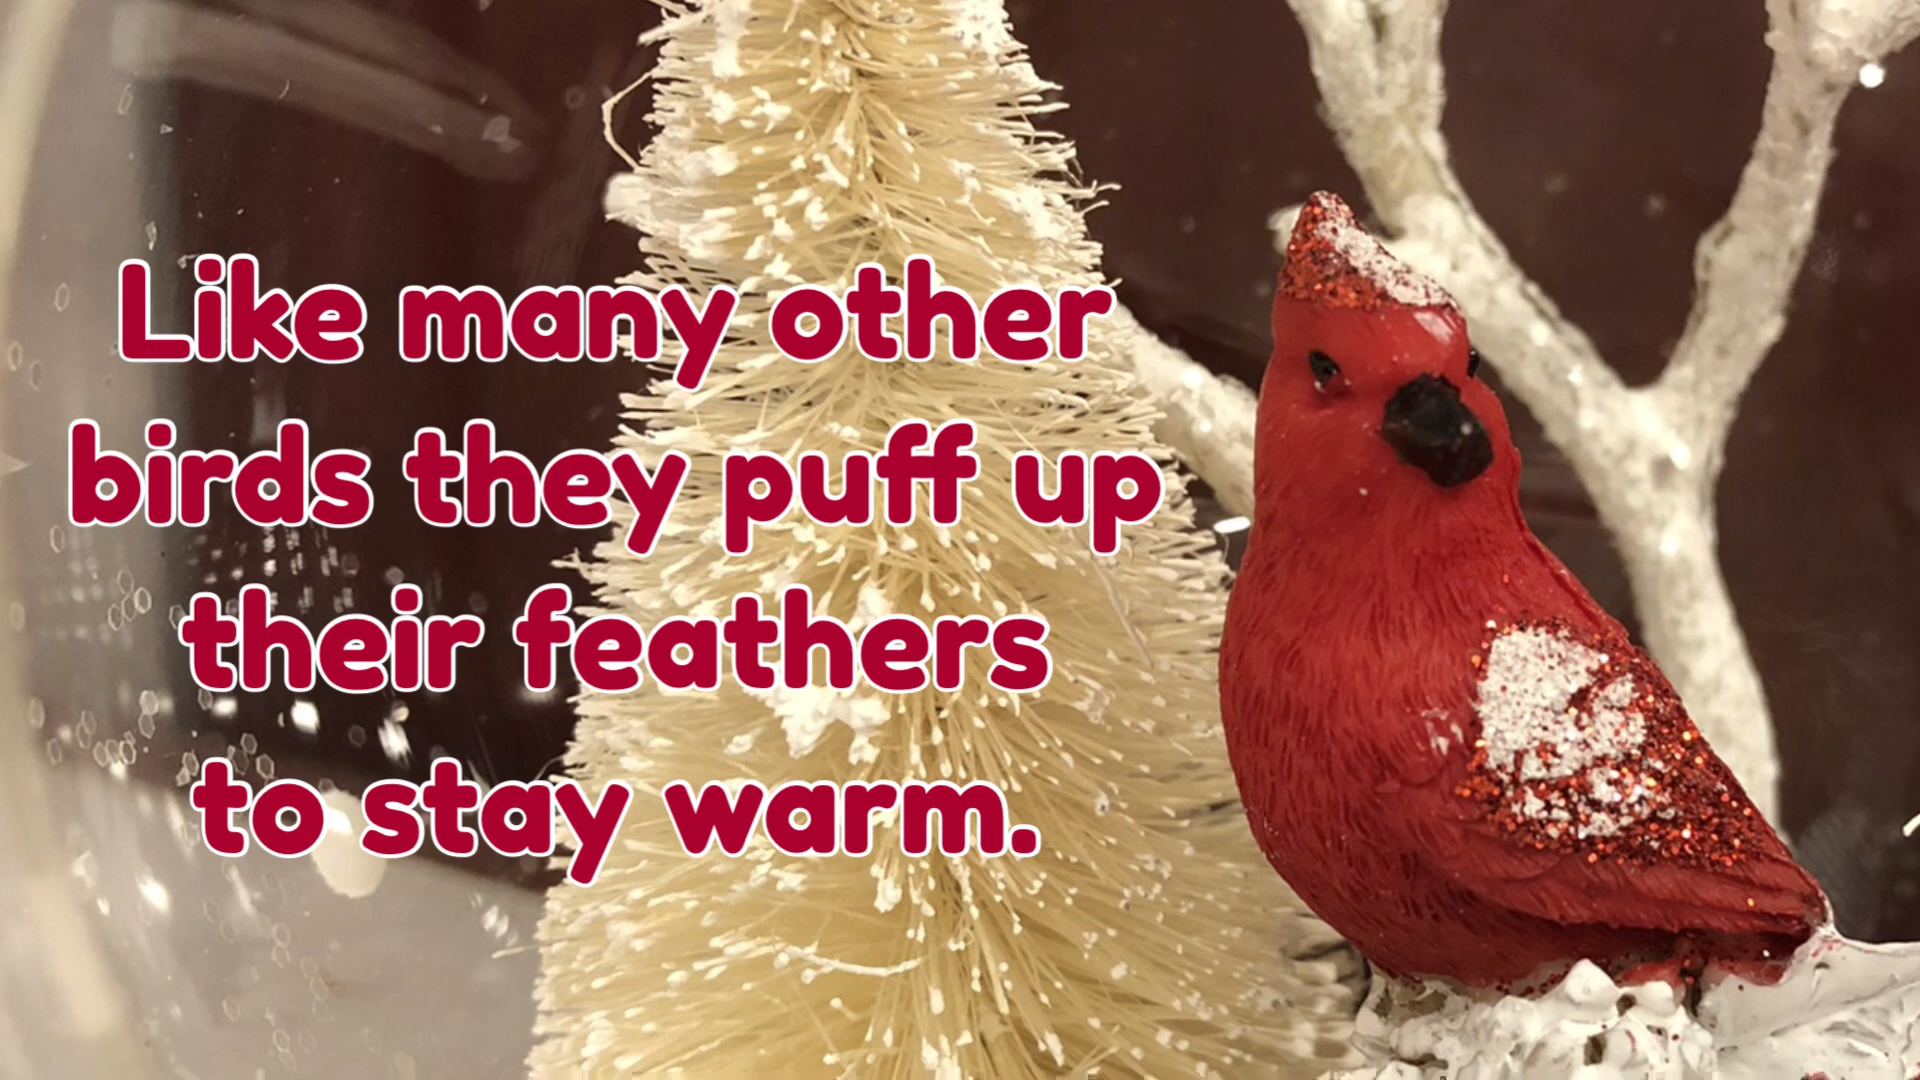 Like many other
birds they puff up
their feathers
to stay warm.